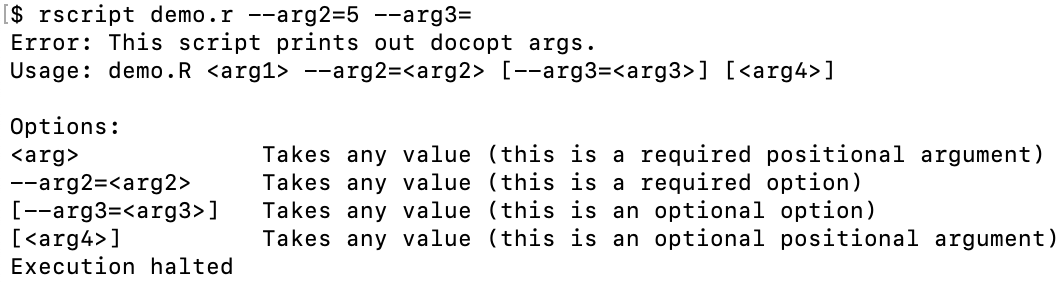 [$ rscript demo.r --arg2=5 --arg3=
Error: This script prints out docopt args.
Usage: demo.R <arg1> --arg2=<arg2> [--arg3=<arg3>] [<arg4>]

Options:
<arg>             Takes any value (this is a required positional argument)
--arg2=<arg2>     Takes any value (this is a required option)
[--arg3=<arg3>]   Takes any value (this is an optional option)
[<arg4>]          Takes any value (this is an optional positional argument)
Execution halted